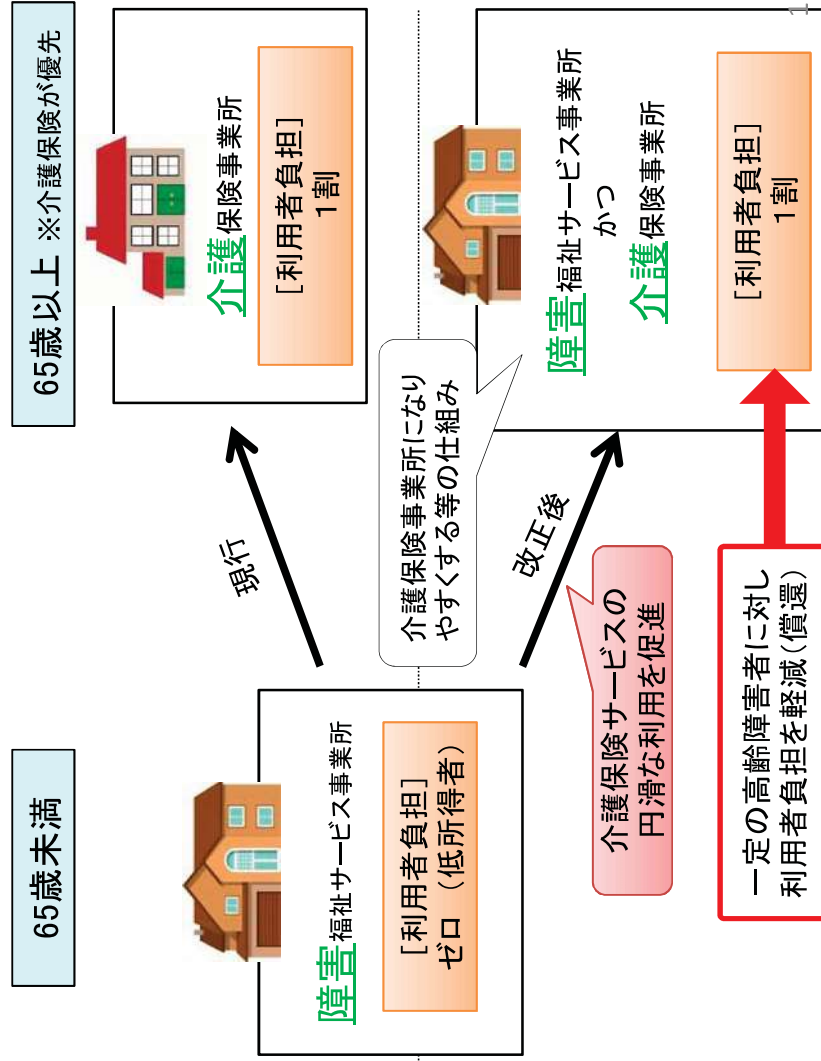 65歳未満
65歳以上 ※介護保険が優先
障害福祉サービス事業所
[利用者負担]
ゼロ（低所得者）
現行
介護保険事業所
[利用者負担]
1割
介護保険事業所になり
やすくする等の仕組み
改正後
介護保険サービスの
円滑な利用を促進
障害福祉サービス事業所
かつ
介護保険事業所
[利用者負担]
1割
一定の高齢障害者に対し
利用者負担を軽減（償還）
1